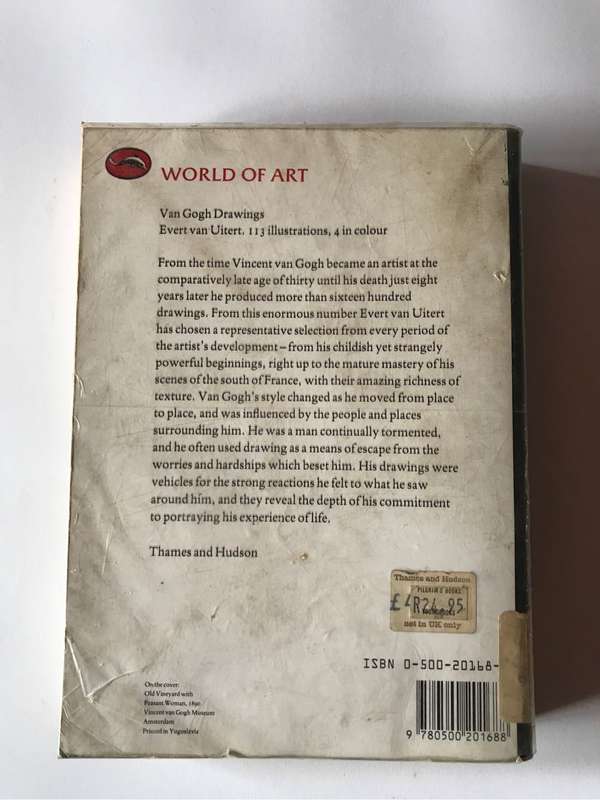 WORLD OF ART
Van Gogh Drawings
Evert van Uitert. 113 illustrations, 4 in colour
From the time Vincent van Gogh became an artist at the
comparatively late age of thirty until his death just eight
years later he produced more than sixteen hundred
drawings. From this enormous number Evert van Uitert
has chosen a representative selection from every period of
the artist's development – from his childish yet strangely
powerful beginnings, right up to the mature mastery of his
scenes of the south of France, with their amazing richness of
texture. Van Gogh's style changed as he moved from place
to place, and was influenced by the people and places
surrounding him. He was a man continually tormented,
and he often used drawing as a means of escape from the
worries and hardships which beset him. His drawings were
vehicles for the strong reactions he felt to what he saw
around him, and they reveal the depth of his commitment
to portraying his experience of life.
Thames and Hudson
Thames and Hudson
PILGRIMS BOOKS
£4 R24.95
net in UK only
ISBN 0-500-20168-
9 780500 201688
On the cover:
Old Vineyard with
Peasant Woman, 1890
Vincent van Gogh Museum
Amsterdam
Printed in Yugoslavia